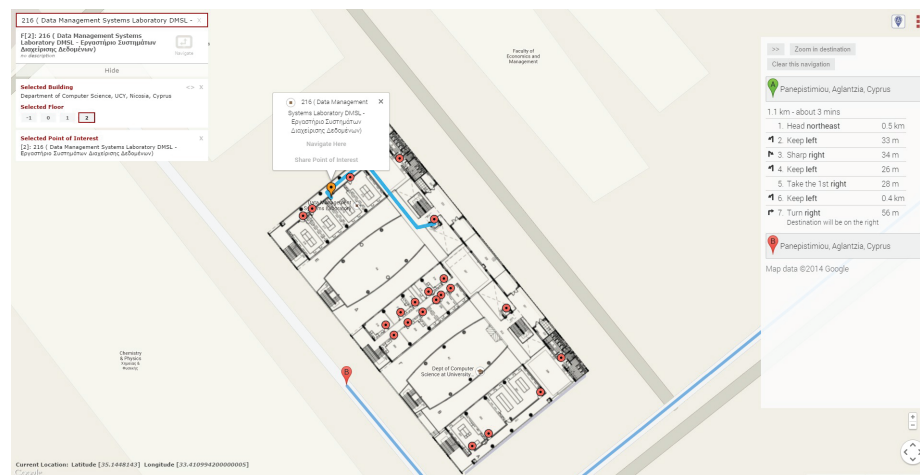 216 ( Data Management Systems Laboratory DMSL - ×
F[2]: 216 ( Data Management Systems
Laboratory DMSL - Εργαστήριο Συστημάτων
Διαχείρισης Δεδομένων)
no description
Navigate
Hide
Selected Building
<> X
Department of Computer Science, UCY, Nicosia, Cyprus
Selected Floor
-1 0 1 2
Selected Point of Interest
X
[2]: 216 ( Data Management Systems Laboratory DMSL -
Εργαστήριο Συστημάτων Διαχείρισης Δεδομένων)
216 ( Data Management
Systems Laboratory DMSL -
Εργαστήριο Συστημάτων
Διαχείρισης Δεδομένων)
Navigate Here
Share Point of Interest
Faculty of
Economics and
Management
Data Management
Systems Laboratory
Dept of Computer
Science at University...
Chemistry
& Physics
B
>> Zoom in destination
Clear this navigation
A Panepistimiou, Aglantzia, Cyprus
1.1 km - about 3 mins
1. Head northeast 0.5 km
2. Keep left 33 m
3. Sharp right 34 m
4. Keep left 26 m
5. Take the 1st right 28 m
6. Keep left 0.4 km
7. Turn right 56 m
Destination will be on the right
B Panepistimiou, Aglantzia, Cyprus
Map data ©2014 Google
Current Location: Latitude [35.1448143] Longitude [33.410994200000005]
Google